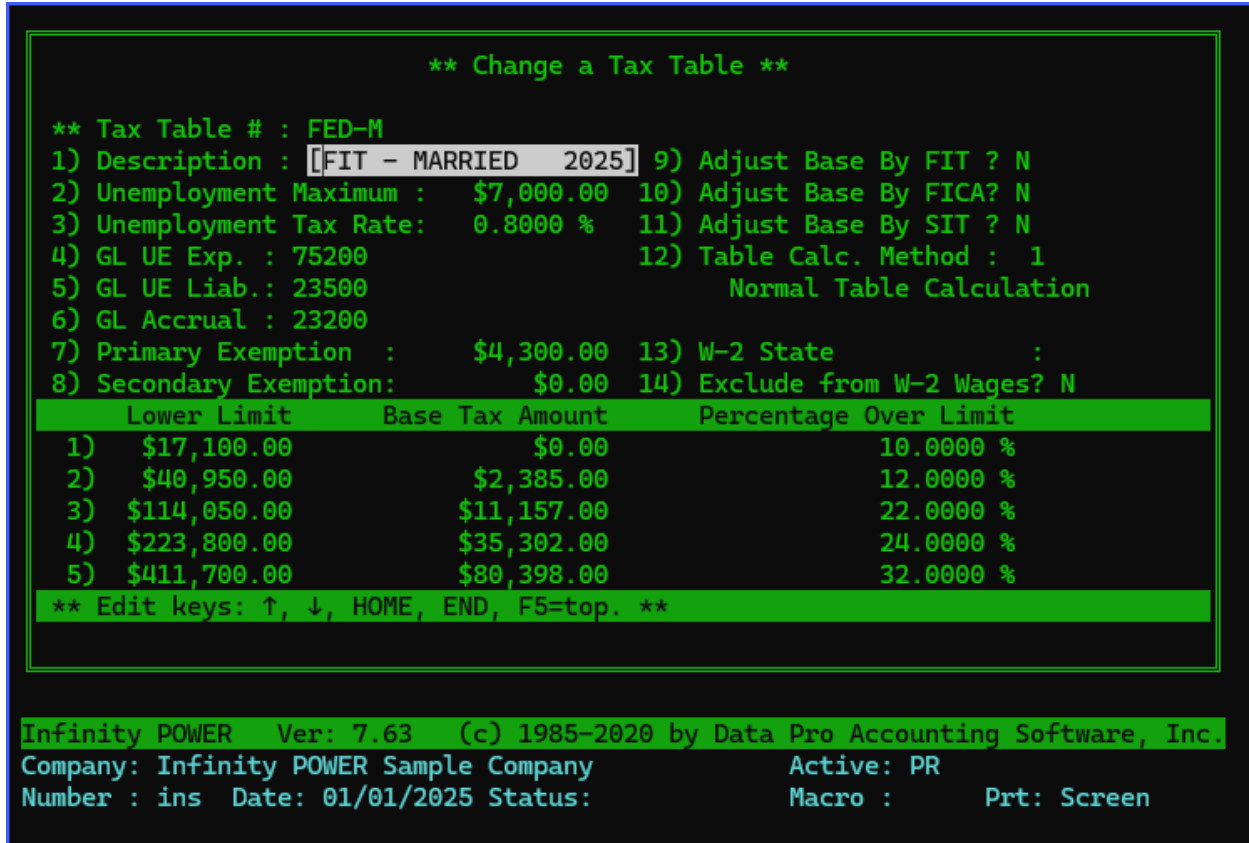 ** Change a Tax Table **
** Tax Table # : FED-M
1) Description : [FIT - MARRIED   2025] 9) Adjust Base By FIT ? N
2) Unemployment Maximum :   $7,000.00  10) Adjust Base By FICA? N
3) Unemployment Tax Rate:   0.8000 %   11) Adjust Base By SIT ? N
4) GL UE Exp. : 75200                  12) Table Calc. Method :  1
5) GL UE Liab.: 23500                        Normal Table Calculation
6) GL Accrual : 23200
7) Primary Exemption  :     $4,300.00  13) W-2 State             :
8) Secondary Exemption:         $0.00  14) Exclude from W-2 Wages? N
Lower Limit      Base Tax Amount      Percentage Over Limit
1)   $17,100.00                $0.00                  10.0000 %
2)   $40,950.00            $2,385.00                  12.0000 %
3)  $114,050.00           $11,157.00                  22.0000 %
4)  $223,800.00           $35,302.00                  24.0000 %
5)  $411,700.00           $80,398.00                  32.0000 %
** Edit keys: ↑, ↓, HOME, END, F5=top. **
Infinity POWER   Ver: 7.63   (c) 1985-2020 by Data Pro Accounting Software, Inc.
Company: Infinity POWER Sample Company             Active: PR
Number : ins  Date: 01/01/2025 Status:             Macro :      Prt: Screen